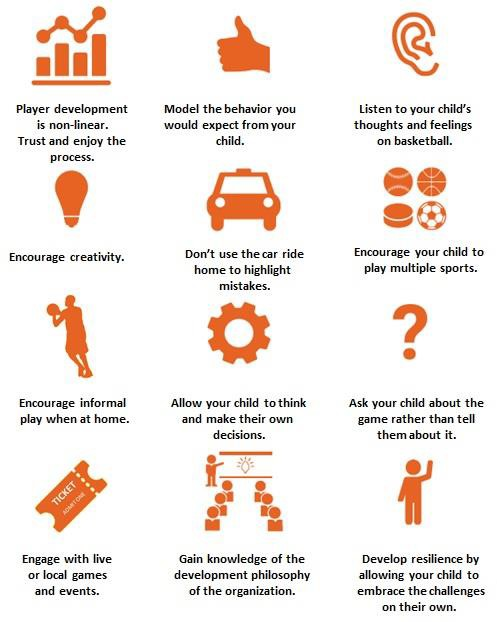 Player development
is non-linear.
Trust and enjoy the
process.
Model the behavior you
would expect from your
child.
Listen to your child's
thoughts and feelings
on basketball.
Encourage creativity.
Don't use the car ride
home to highlight
mistakes.
Encourage your child to
play multiple sports.
Encourage informal
play when at home.
Allow your child to think
and make their own
decisions.
Ask your child about the
game rather than tell
them about it.
TICKET
ADMIT ONE
Engage with live
or local games
and events.
Gain knowledge of the
development philosophy
of the organization.
Develop resilience by
allowing your child to
embrace the challenges
on their own.